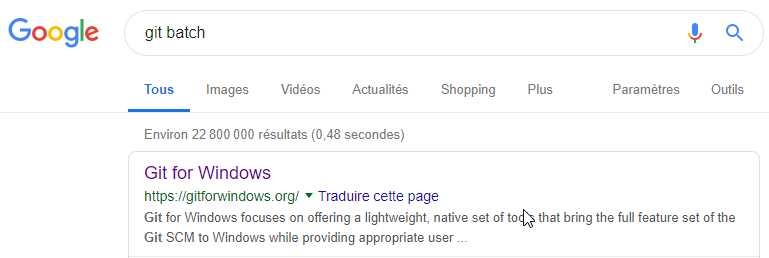 Google
git batch
Tous Images Vidéos Actualités Shopping Plus Paramètres Outils
Environ 22 800 000 résultats (0,48 secondes)
Git for Windows
https://gitforwindows.org/ Traduire cette page
Git for Windows focuses on offering a lightweight, native set of tools that bring the full feature set of the
Git SCM to Windows while providing appropriate user ...